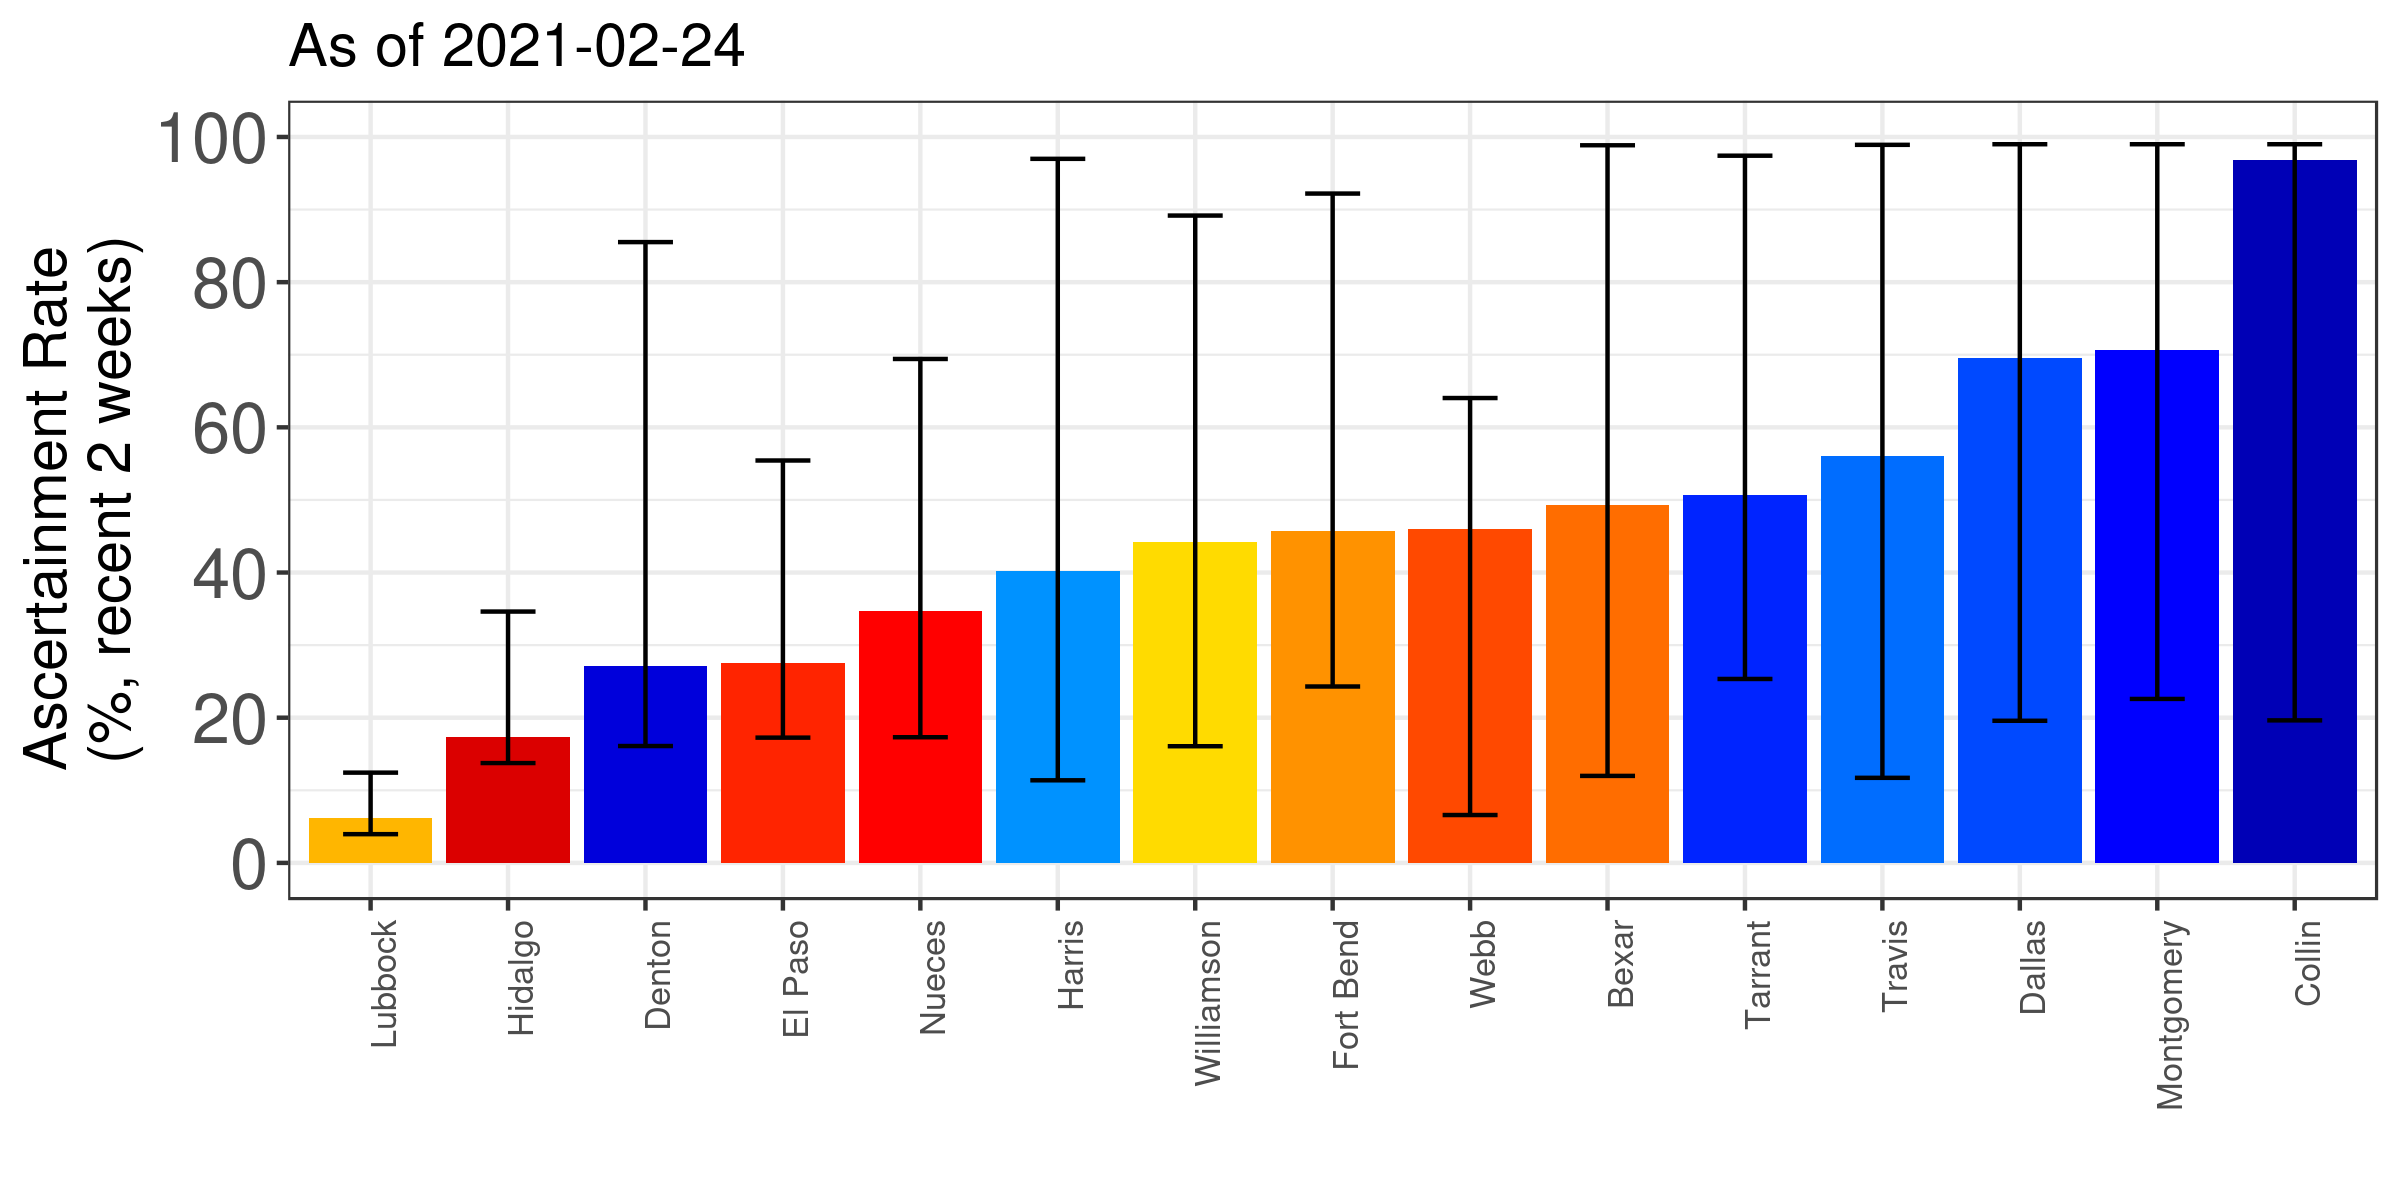 As of 2021-02-24
Ascertainment Rate
(%, recent 2 weeks)
100
80
60
40
20
0
Lubbock
Hidalgo
Denton
El Paso
Nueces
Harris
Williamson
Fort Bend
Webb
Bexar
Tarrant
Travis
Dallas
Montgomery
Collin